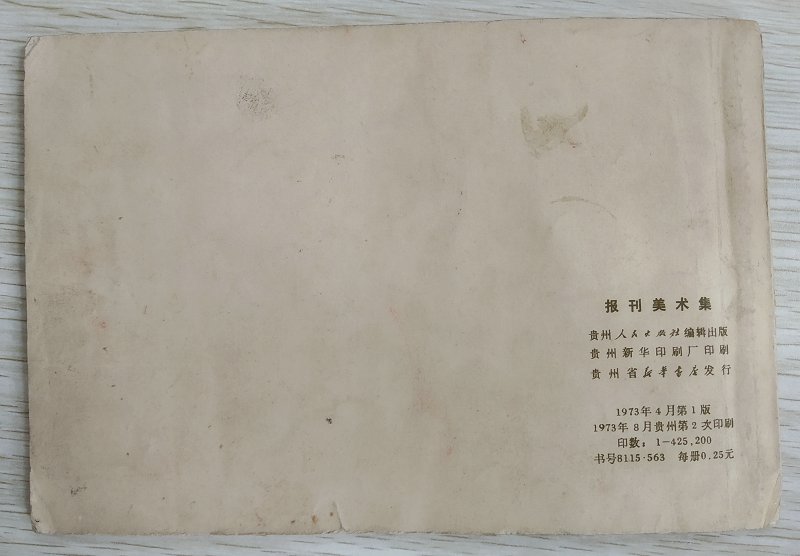 报刊美术集
贵州人民出版社编辑出版
贵州新华印刷厂印刷
贵州省新华书店发行
1973年4月第1版
1973年8月贵州第2次印刷
印数：1—425,200
书号8115·563 每册0.25元